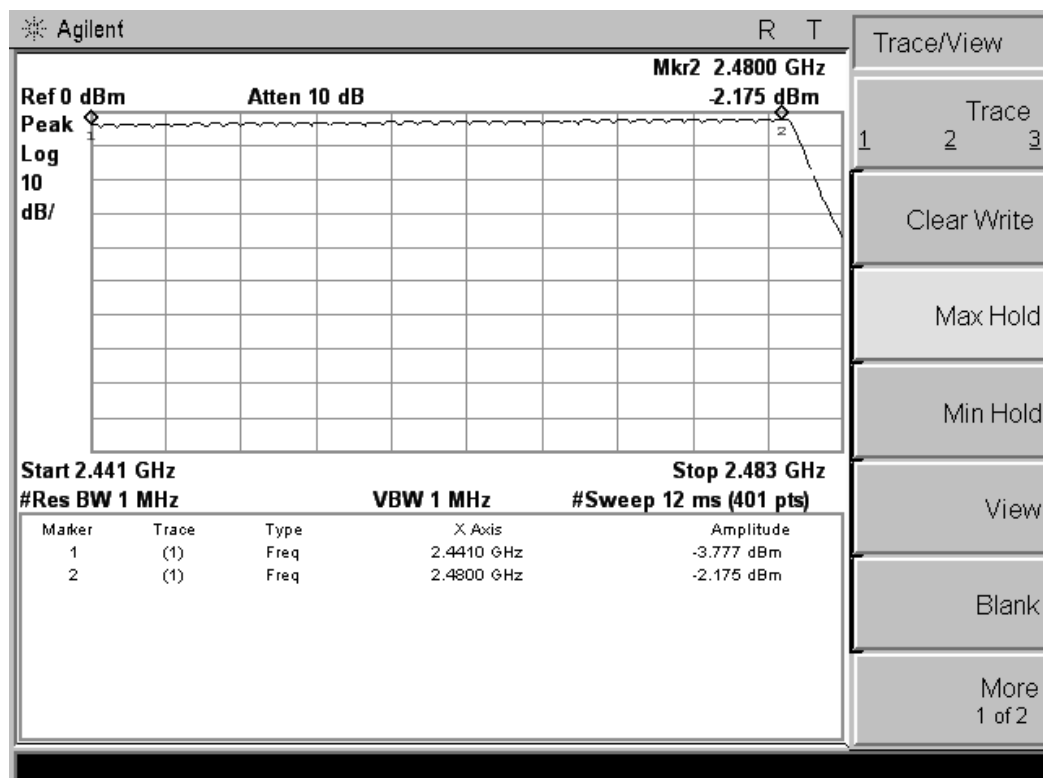 Agilent R T
Mkr2 2.4800 GHz
Ref 0 dBm Atten 10 dB -2.175 dBm
Peak
Log
10
dB/
1
2
Start 2.441 GHz Stop 2.483 GHz
#Res BW 1 MHz VBW 1 MHz #Sweep 12 ms (401 pts)
Marker Trace Type X Axis Amplitude
1 (1) Freq 2.4410 GHz -3.777 dBm
2 (1) Freq 2.4800 GHz -2.175 dBm
Trace/View
Trace
1 2 3
Clear Write
Max Hold
Min Hold
View
Blank
More
1 of 2